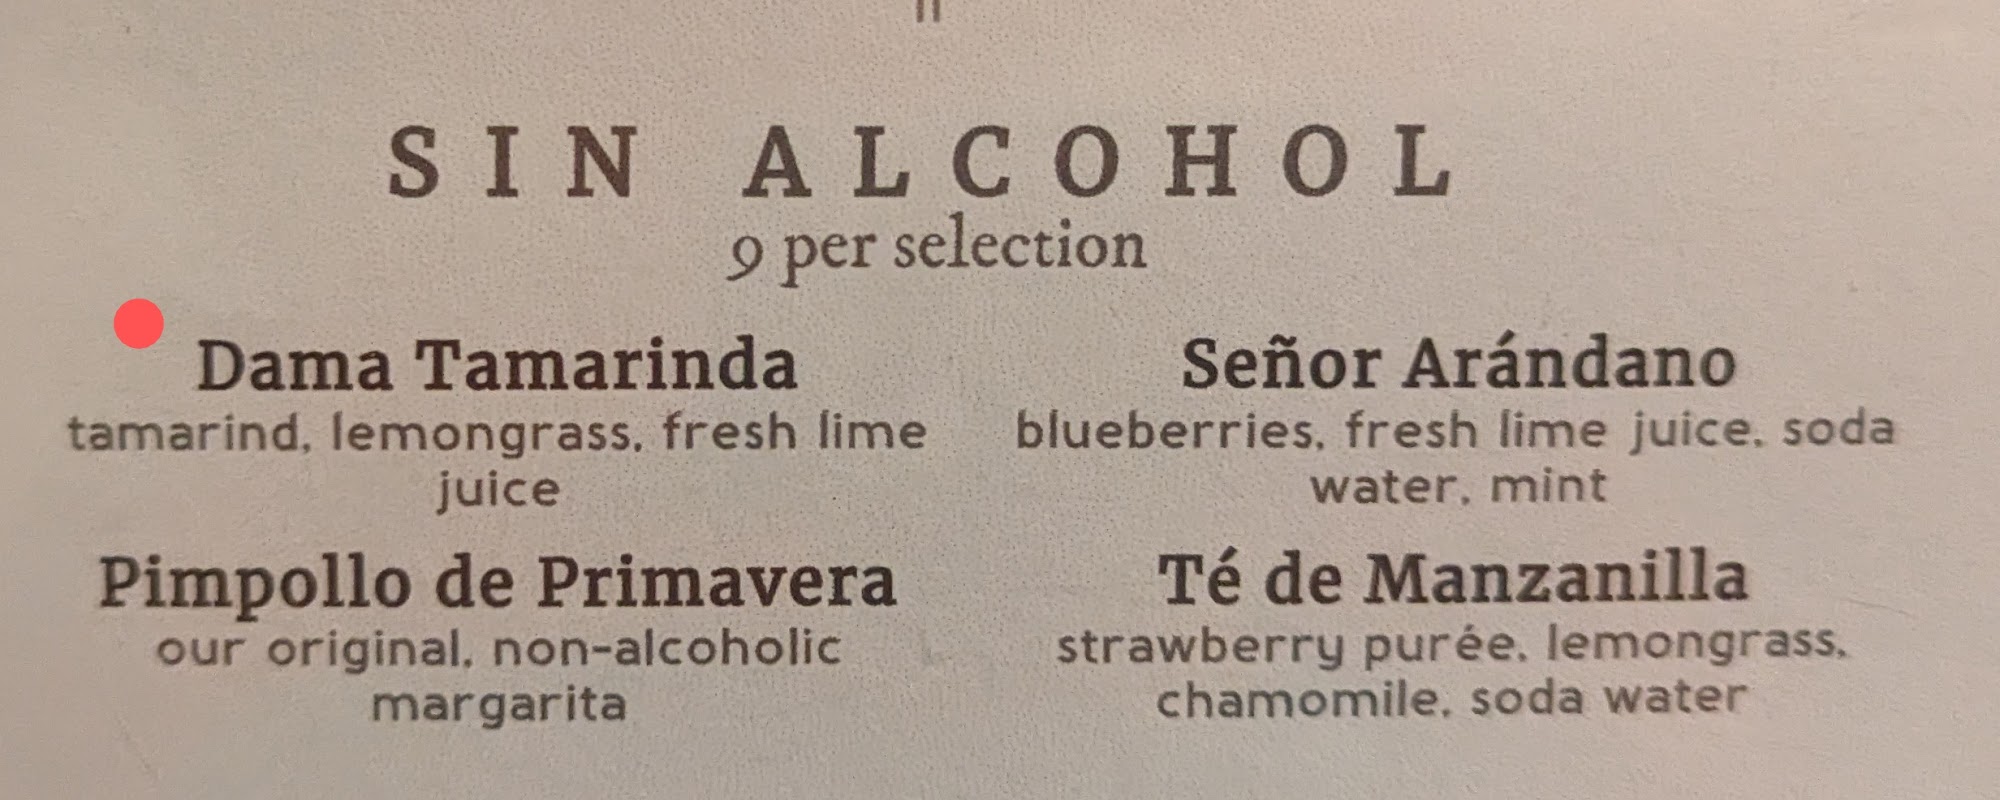 SIN ALCOHOL
9 per selection
Dama Tamarinda
tamarind, lemongrass, fresh lime
juice
Señor Arándano
blueberries, fresh lime juice, soda
water, mint
Pimpollo de Primavera
our original, non-alcoholic
margarita
Té de Manzanilla
strawberry purée, lemongrass,
chamomile, soda water